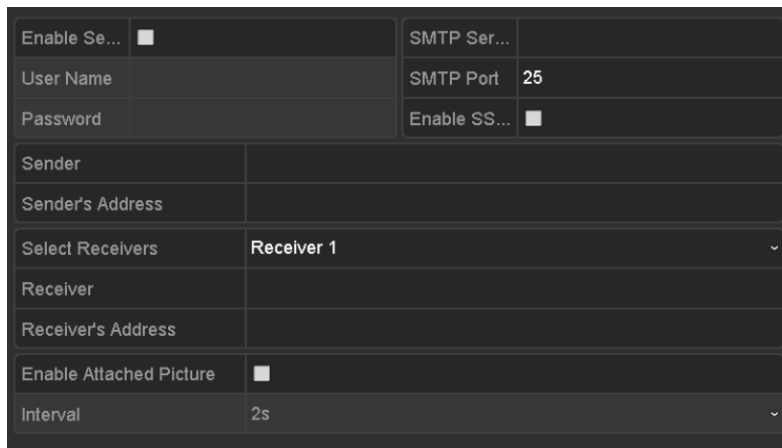 Enable Se...
SMTP Ser...
User Name
SMTP Port 25
Password
Enable SS...
Sender
Sender's Address
Select Receivers Receiver 1
Receiver
Receiver's Address
Enable Attached Picture
Interval 2s